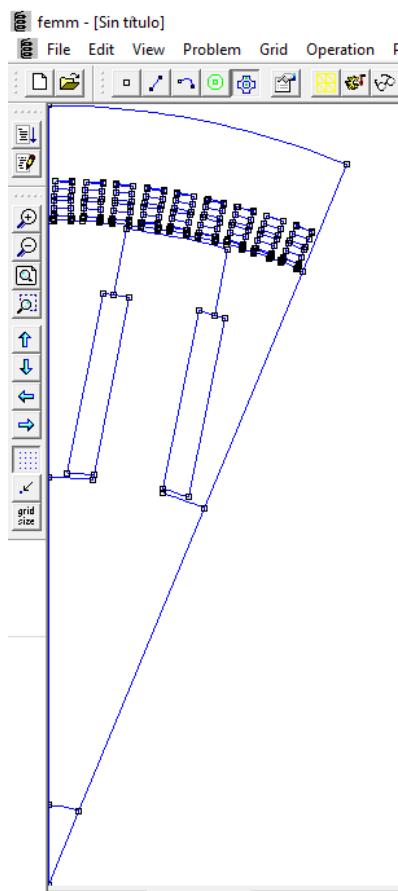 femm - [Sin título]
File Edit View Problem Grid Operation P
grid
size